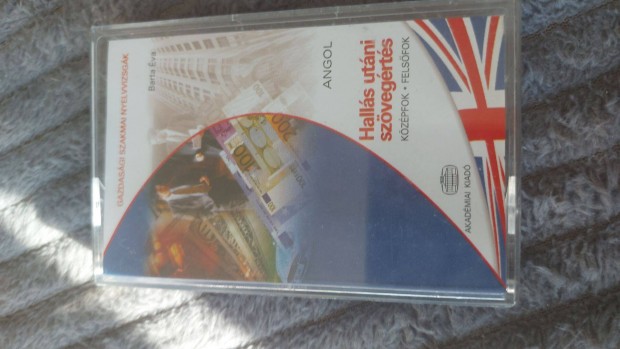 GAZDASÁGI SZAKMAI NYELVVIZSGÁK
Barta Éva
ANGOL
Hallás utáni
szövegértés
KÖZÉPFOK • FELSŐFOK
AKADÉMIAI KIADÓ